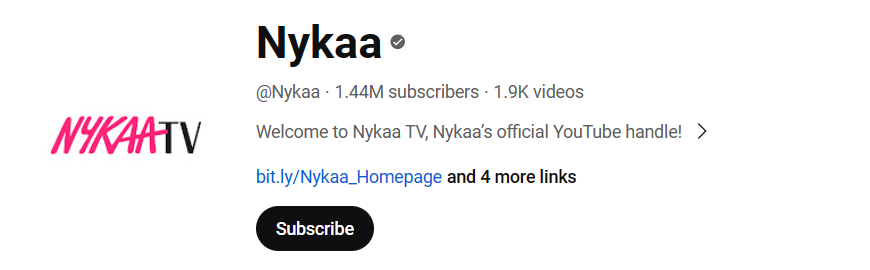 Nykaa
@Nykaa · 1.44M subscribers · 1.9K videos
NYKAATV
Welcome to Nykaa TV, Nykaa’s official YouTube handle!
bit.ly/Nykaa_Homepage and 4 more links
Subscribe